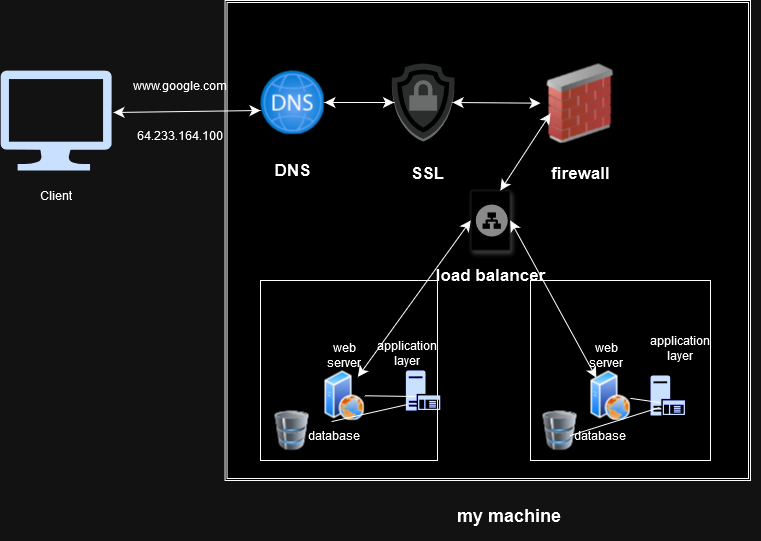 www.google.com
64.233.164.100
Client
DNS
DNS
SSL
firewall
load balancer
web
server
application
layer
database
web
server
application
layer
database
my machine